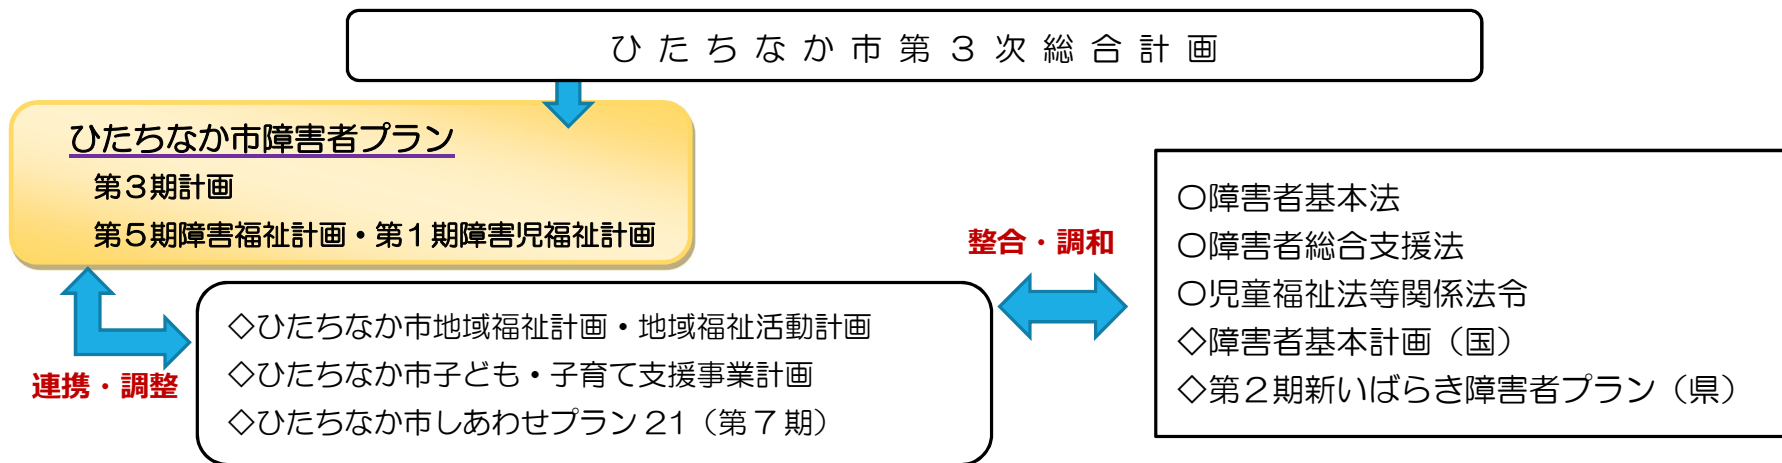 ひたちなか市第３次総合計画
ひたちなか市障害者プラン
第３期計画
第５期障害福祉計画・第１期障害児福祉計画
連携・調整
◇ひたちなか市地域福祉計画・地域福祉活動計画
◇ひたちなか市子ども・子育て支援事業計画
◇ひたちなか市しあわせプラン 21（第 7 期）
整合・調和
〇障害者基本法
〇障害者総合支援法
〇児童福祉法等関係法令
◇障害者基本計画（国）
◇第２期新いばらき障害者プラン（県）